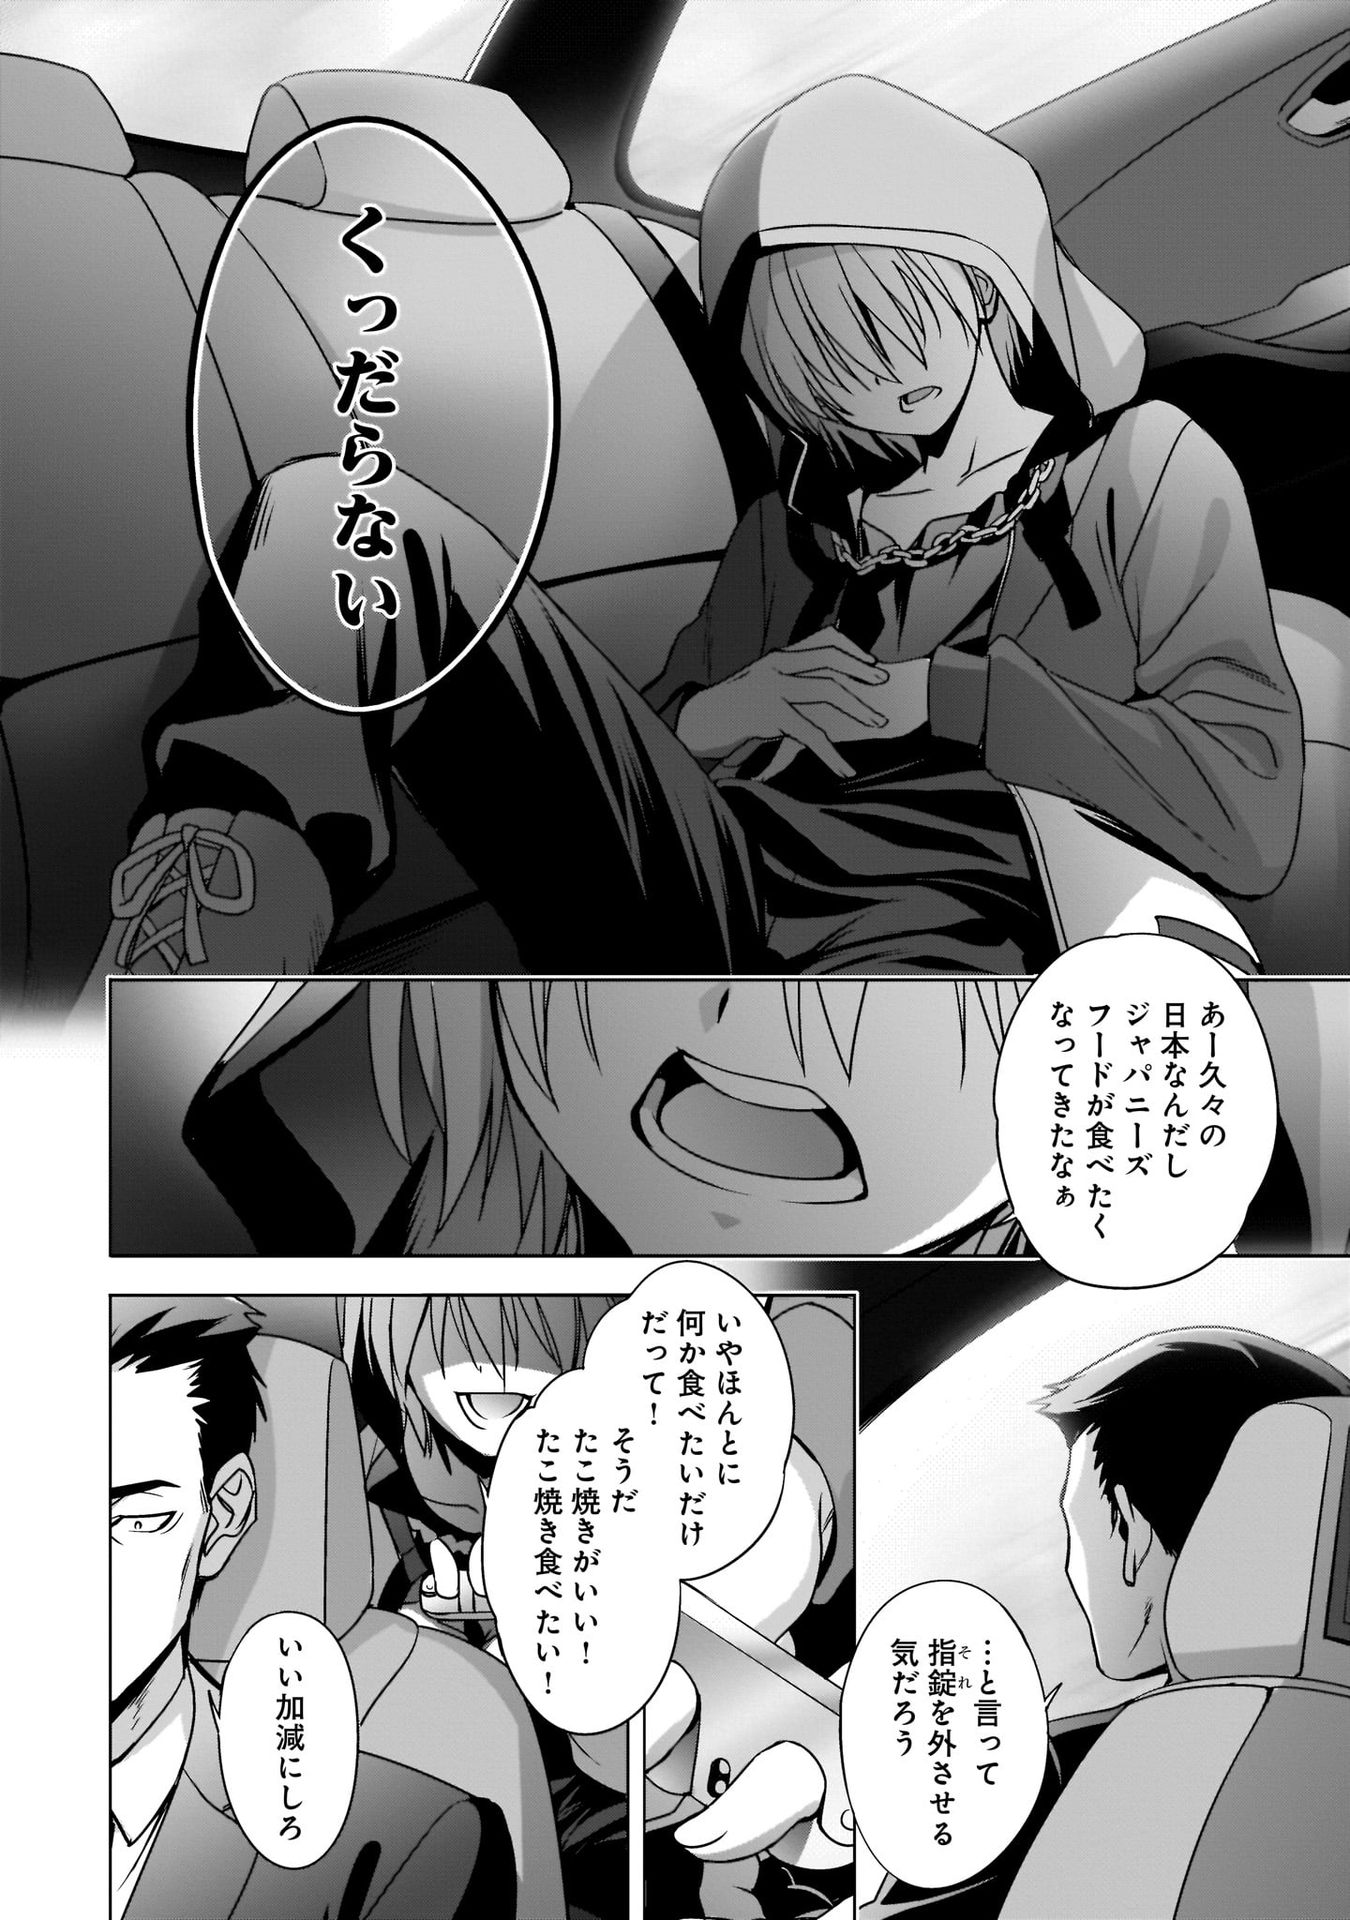 くっだらない
あー久々の
日本なんだし
ジャパニーズ
フードが食べたく
なってきたなぁ
…と言って
指錠を外させる
それ
気だろう
いやほんとに
何か食べたいだけ
だって！
そうだ
たこ焼きがいい！
たこ焼き食べたい！
いい加減にしろ